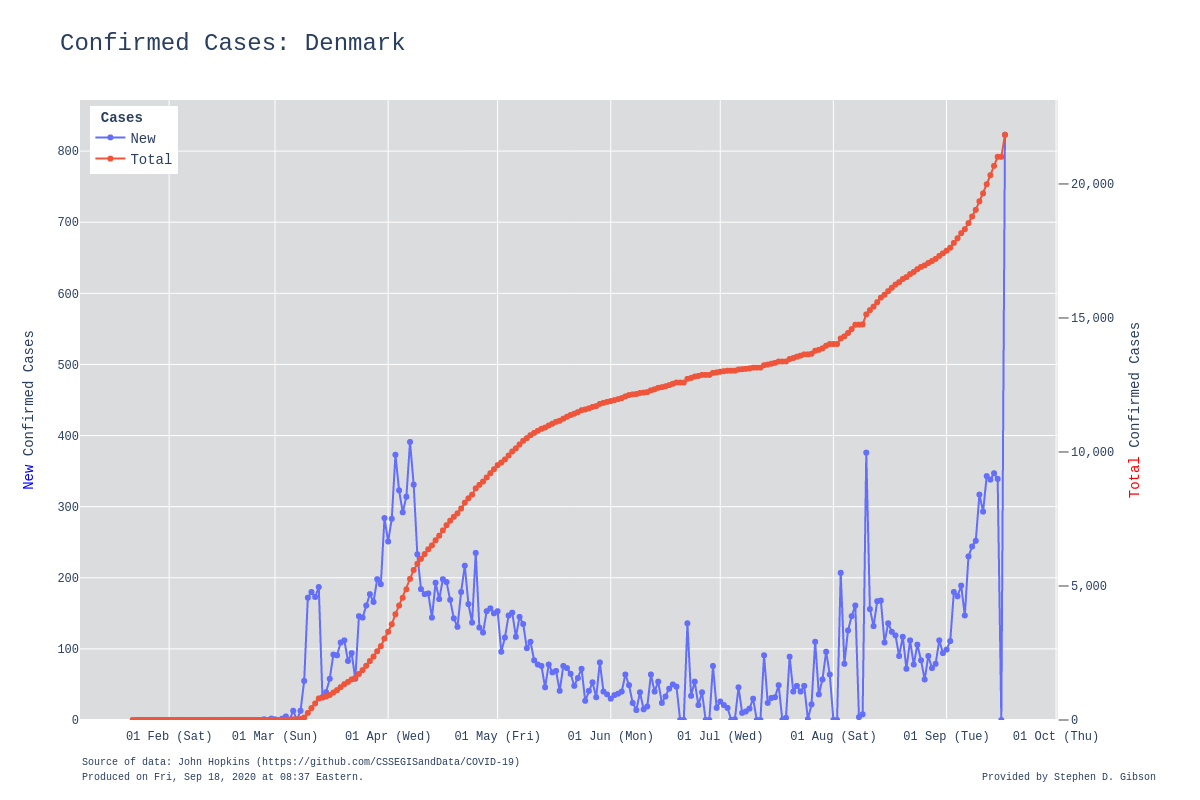 Confirmed Cases: Denmark
Cases
New
Total
800
700
600
500
400
300
200
100
0
20,000
15,000
10,000
5,000
0
New Confirmed Cases
Total Confirmed Cases
01 Feb (Sat) 01 Mar (Sun) 01 Apr (Wed) 01 May (Fri) 01 Jun (Mon) 01 Jul (Wed) 01 Aug (Sat) 01 Sep (Tue) 01 Oct (Thu)
Source of data: John Hopkins (https://github.com/CSSEGISandData/COVID-19)
Produced on Fri, Sep 18, 2020 at 08:37 Eastern.
Provided by Stephen D. Gibson